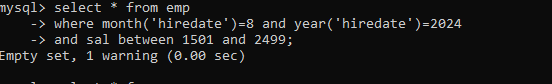 mysql> select * from emp
-> where month('hiredate')=8 and year('hiredate')=2024
-> and sal between 1501 and 2499;
Empty set, 1 warning (0.00 sec)